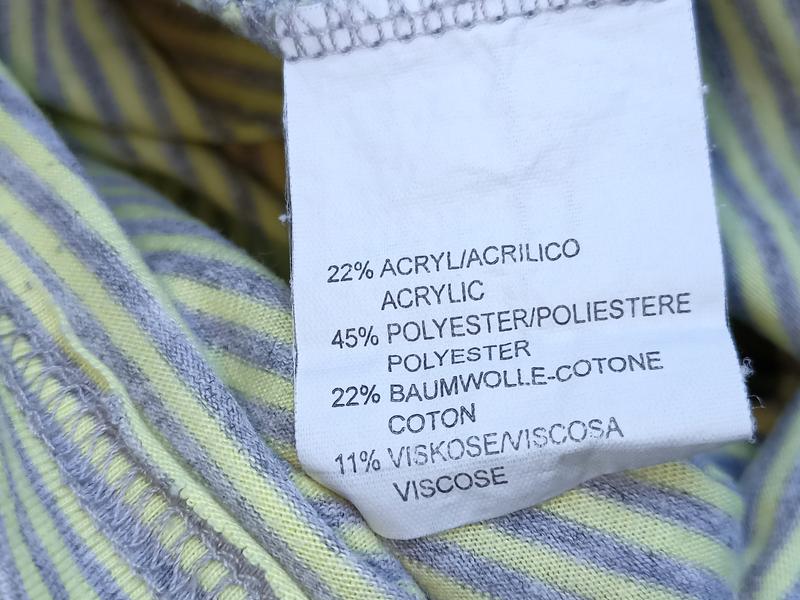 22% ACRYL/ACRILICO
ACRYLIC
45% POLYESTER/POLIESTERE
POLYESTER
22% BAUMWOLLE-COTONE
COTON
11% VISKOSE/VISCOSA
VISCOSE